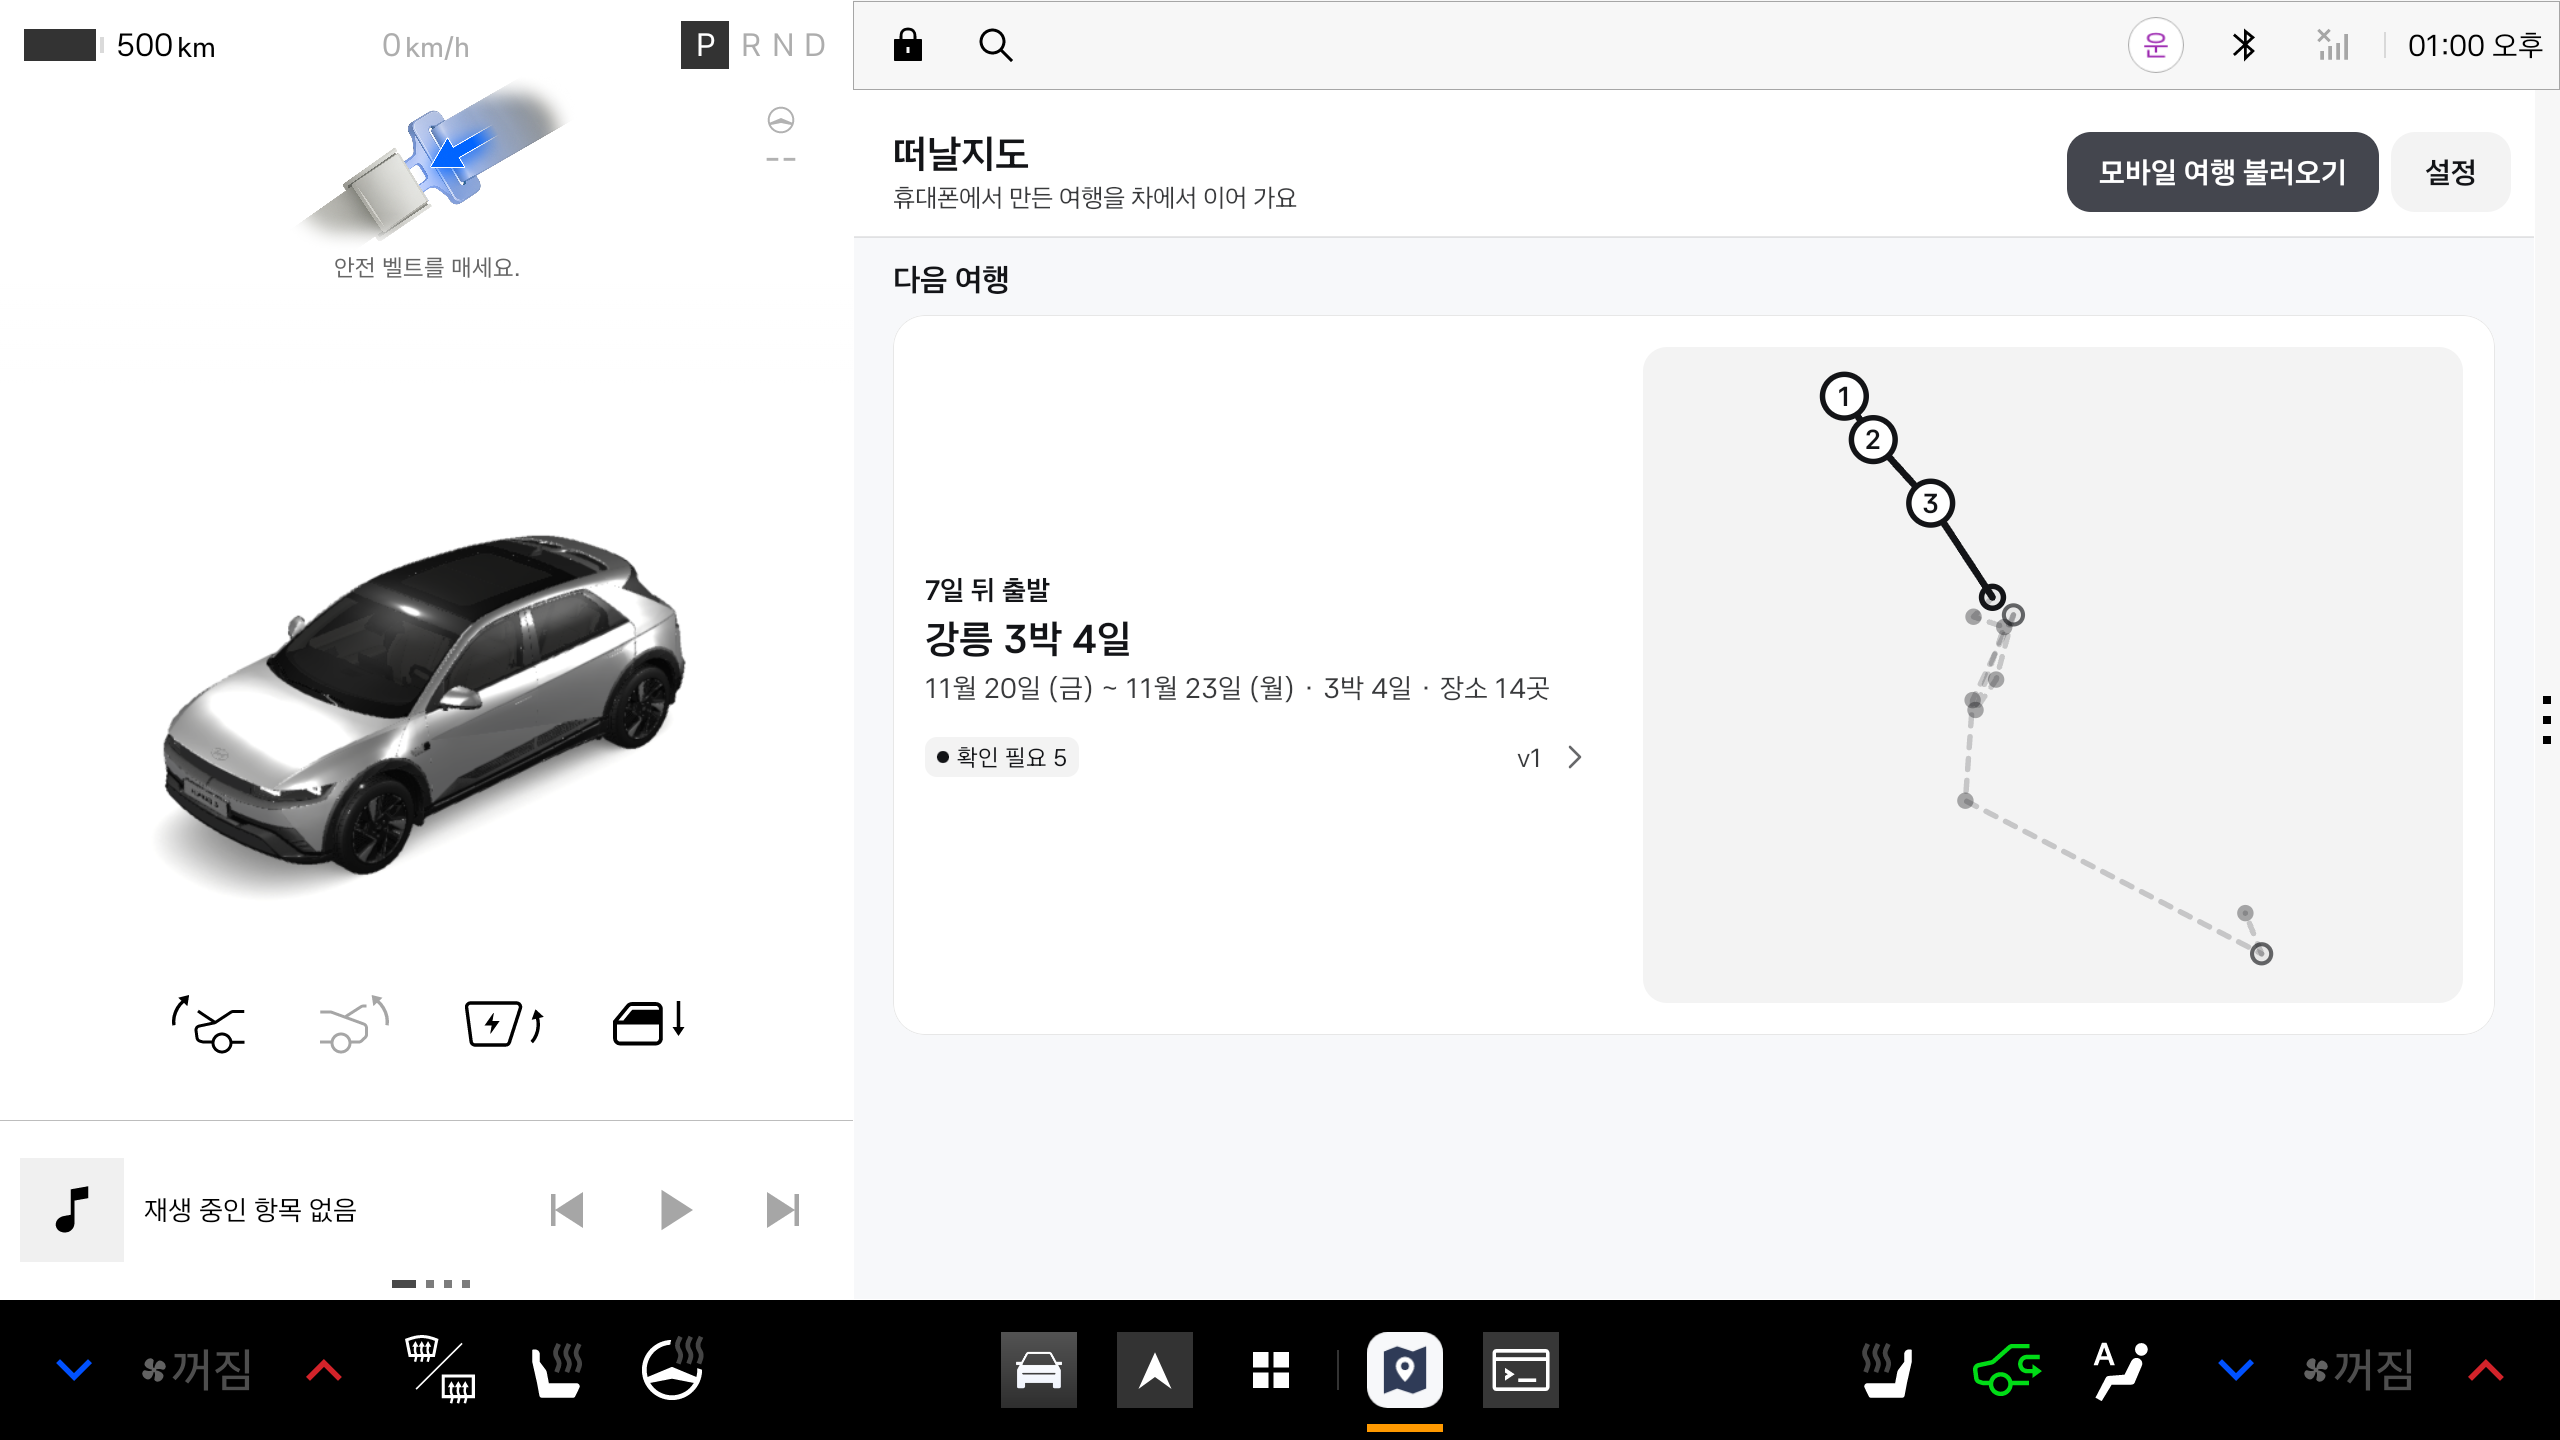 500 km
0 km/h
P R N D
운
01:00 오후
안전 벨트를 매세요.
떠날지도
휴대폰에서 만든 여행을 차에서 이어 가요
모바일 여행 불러오기
설정
다음 여행
7일 뒤 출발
강릉 3박 4일
11월 20일 (금) ~ 11월 23일 (월) · 3박 4일 · 장소 14곳
확인 필요 5
v1
1
2
3
재생 중인 항목 없음
꺼짐
A
꺼짐